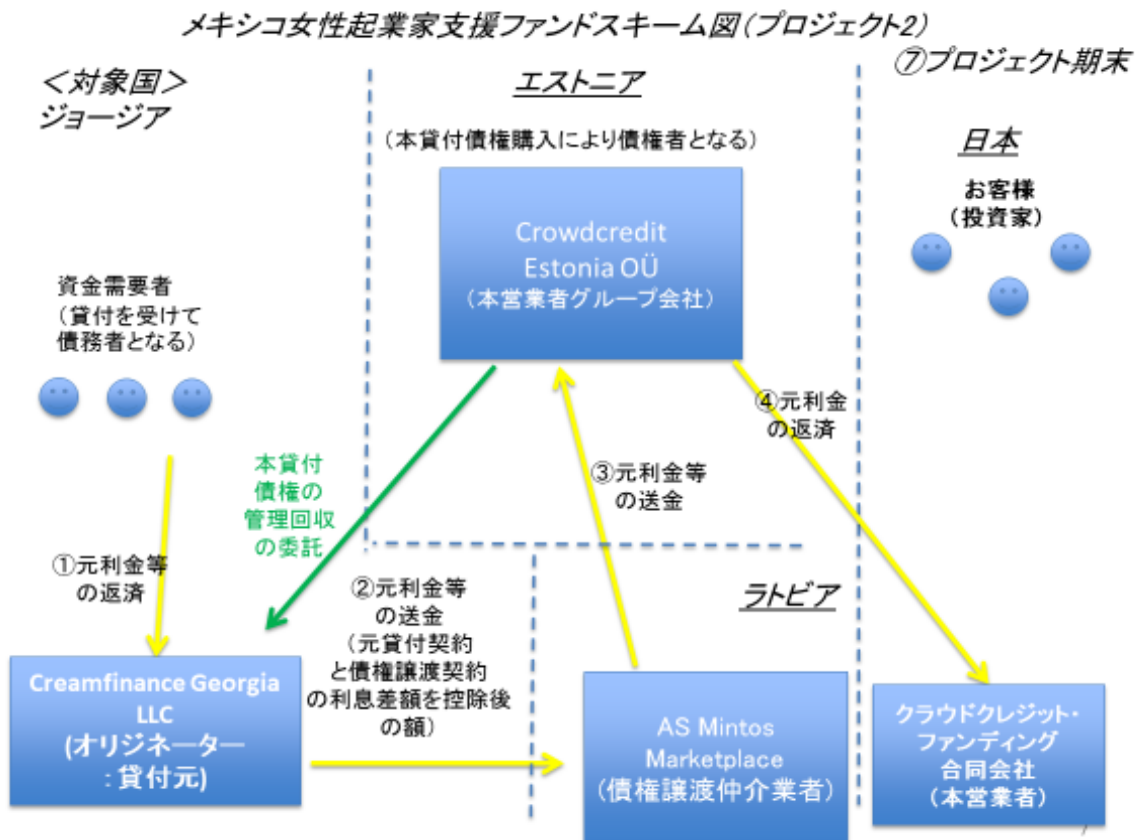 メキシコ女性起業家支援ファンドスキーム図(プロジェクト2)
＜対象国＞
ジョージア
エストニア
⑦プロジェクト期末
(本貸付債権購入により債権者となる)
日本
お客様
(投資家)
Crowdcredit
Estonia OÜ
(本営業者グループ会社)
資金需要者
(貸付を受けて
債務者となる)
④元利金
の返済
本貸付
債権の
管理回収
の委託
③元利金等
の送金
①元利金等
の返済
②元利金等
の送金
(元貸付契約
と債権譲渡契約
の利息差額を控除後
の額)
ラトビア
Creamfinance Georgia
LLC
(オリジネーター
:貸付元)
AS Mintos
Marketplace
(債権譲渡仲介業者)
クラウドクレジット・
ファンディング
合同会社
(本営業者)